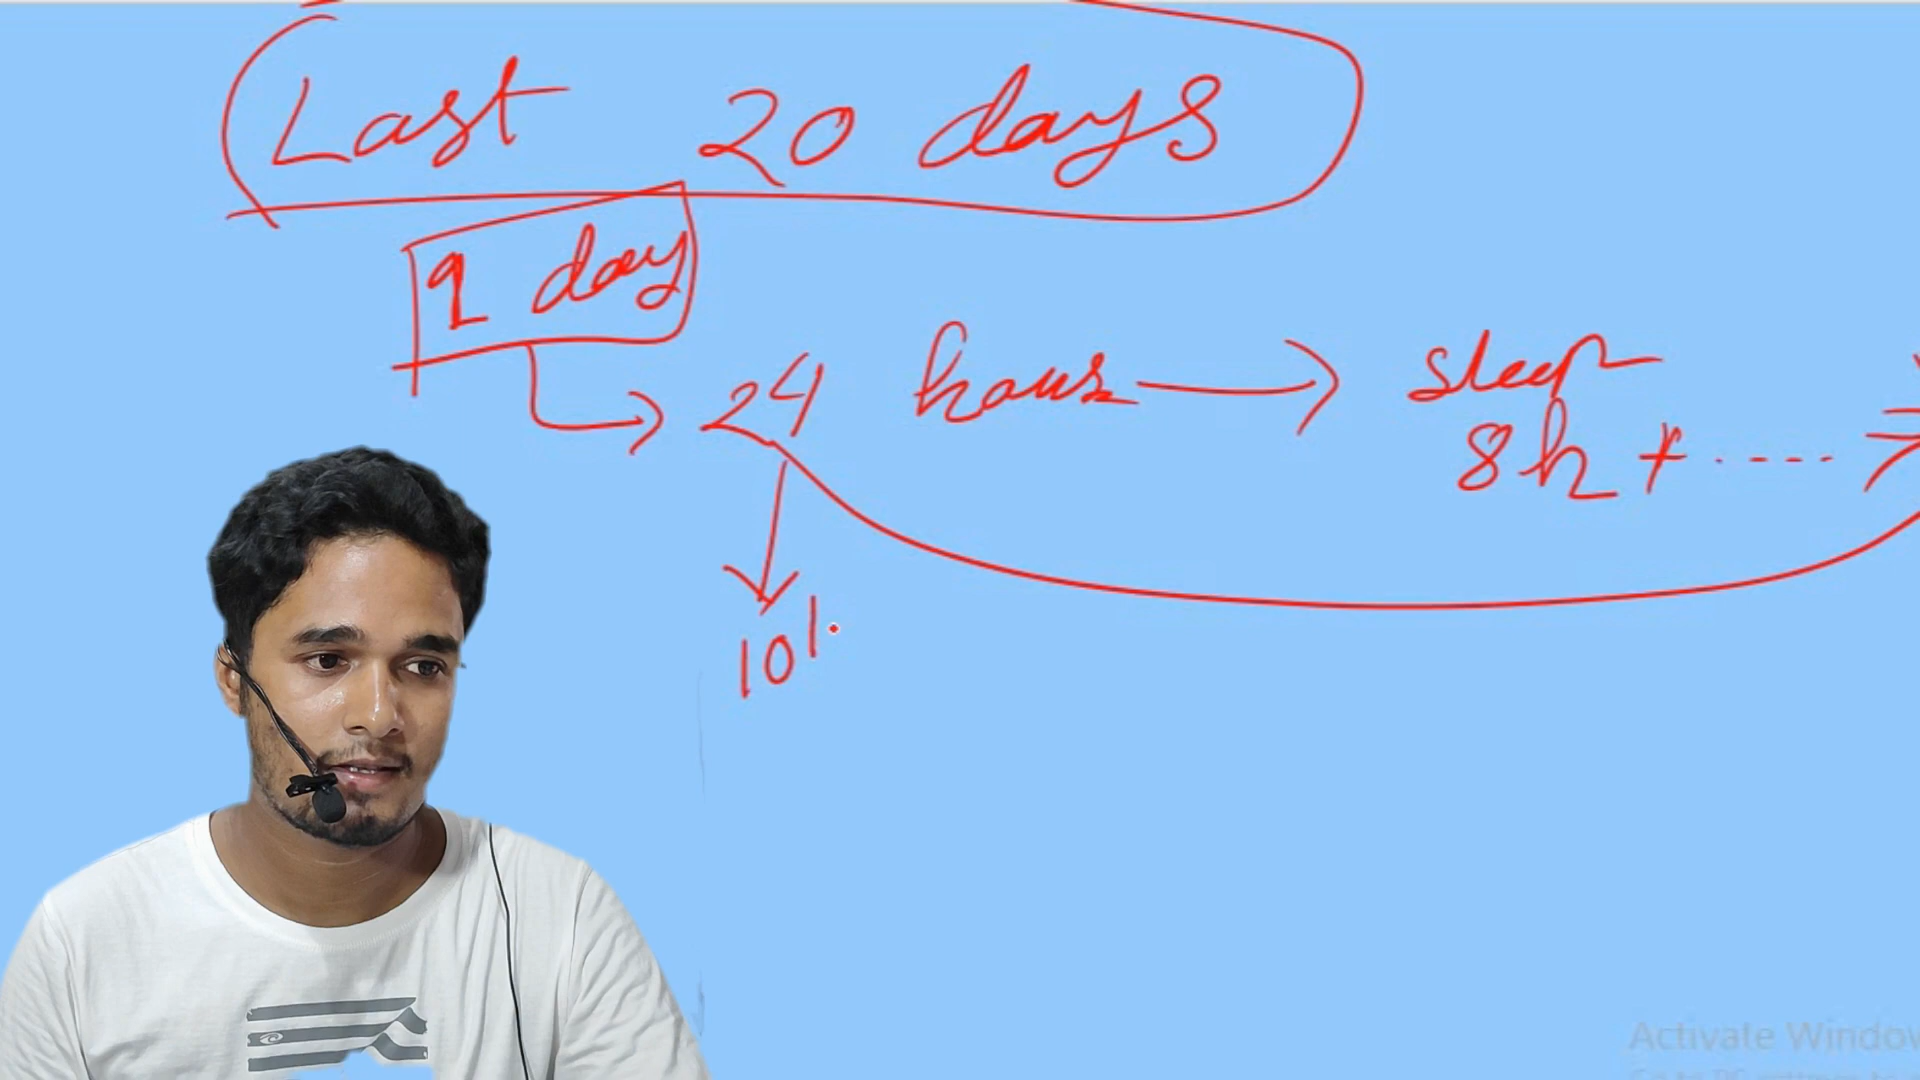 Last 20 days
1 day
24 hours → sleep
8h + ....
10
Activate Window